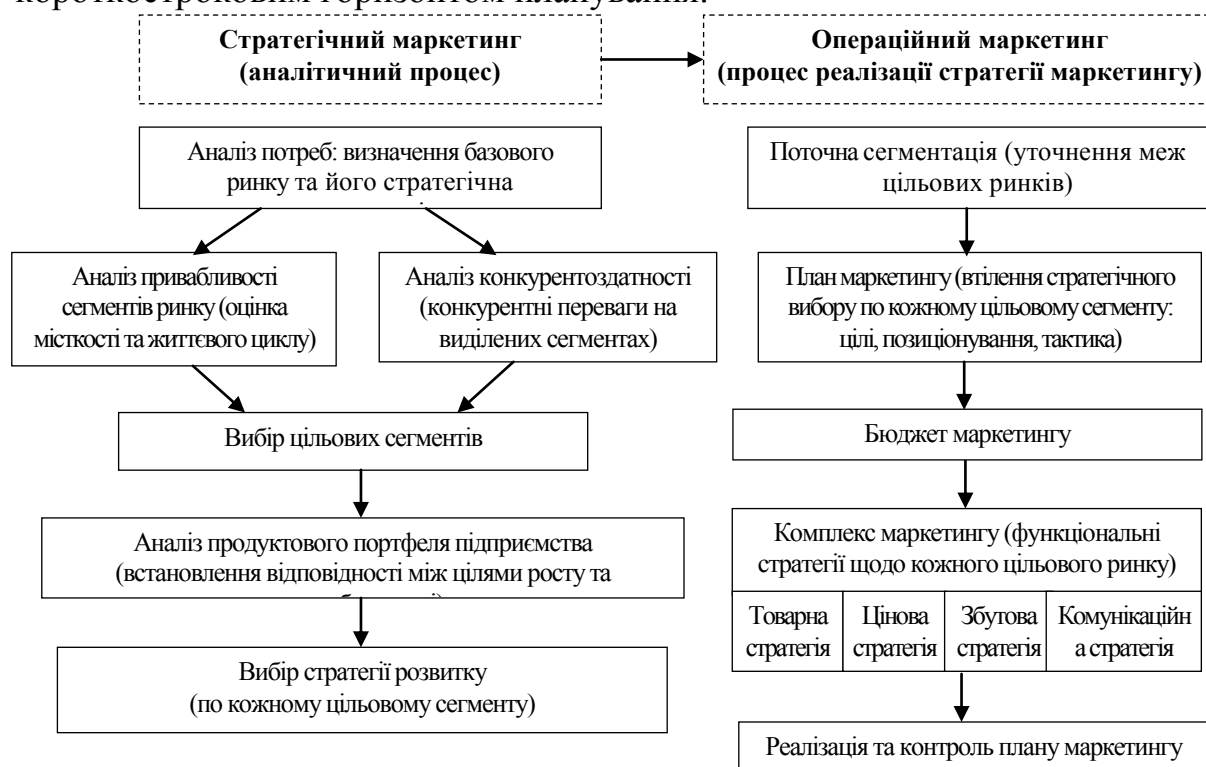 короткостроковим горизонтом планування.
Стратегічний маркетинг
(аналітичний процес)
Операційний маркетинг
(процес реалізації стратегії маркетингу)
Аналіз потреб: визначення базового
ринку та його стратегічна
Поточна сегментація (уточнення меж
цільових ринків)
Аналіз привабливості
сегментів ринку (оцінка
місткості та життєвого циклу)
Аналіз конкурентоздатності
(конкурентні переваги на
виділених сегментах)
План маркетингу (втілення стратегічного
вибору по кожному цільовому сегменту:
цілі, позиціонування, тактика)
Вибір цільових сегментів
Бюджет маркетингу
Аналіз продуктового портфеля підприємства
(встановлення відповідності між цілями росту та
Комплекс маркетингу (функціональні
стратегії щодо кожного цільового ринку)
Товарна
стратегія
Цінова
стратегія
Збутова
стратегія
Комунікаційн
а стратегія
Вибір стратегії розвитку
(по кожному цільовому сегменту)
Реалізація та контроль плану маркетингу